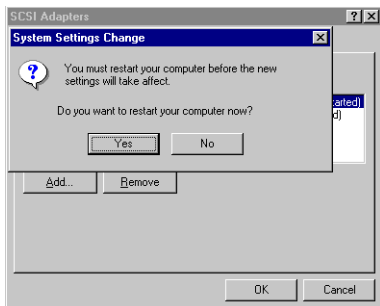 SCSI Adapters
System Settings Change
You must restart your computer before the new
settings will take affect.
Do you want to restart your computer now?
Yes No
arted)
d)
Add... Remove
OK Cancel